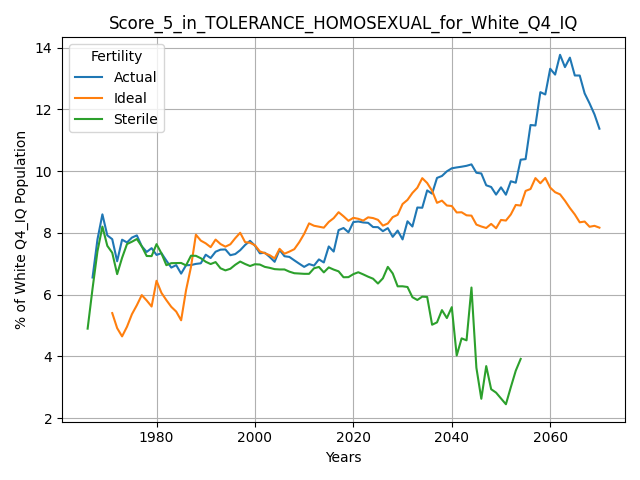 Score_5_in_TOLERANCE_HOMOSEXUAL_for_White_Q4_IQ
Fertility
Actual
Ideal
Sterile
% of White Q4_IQ Population
14
12
10
8
6
4
2
1980
2000
2020
2040
2060
Years